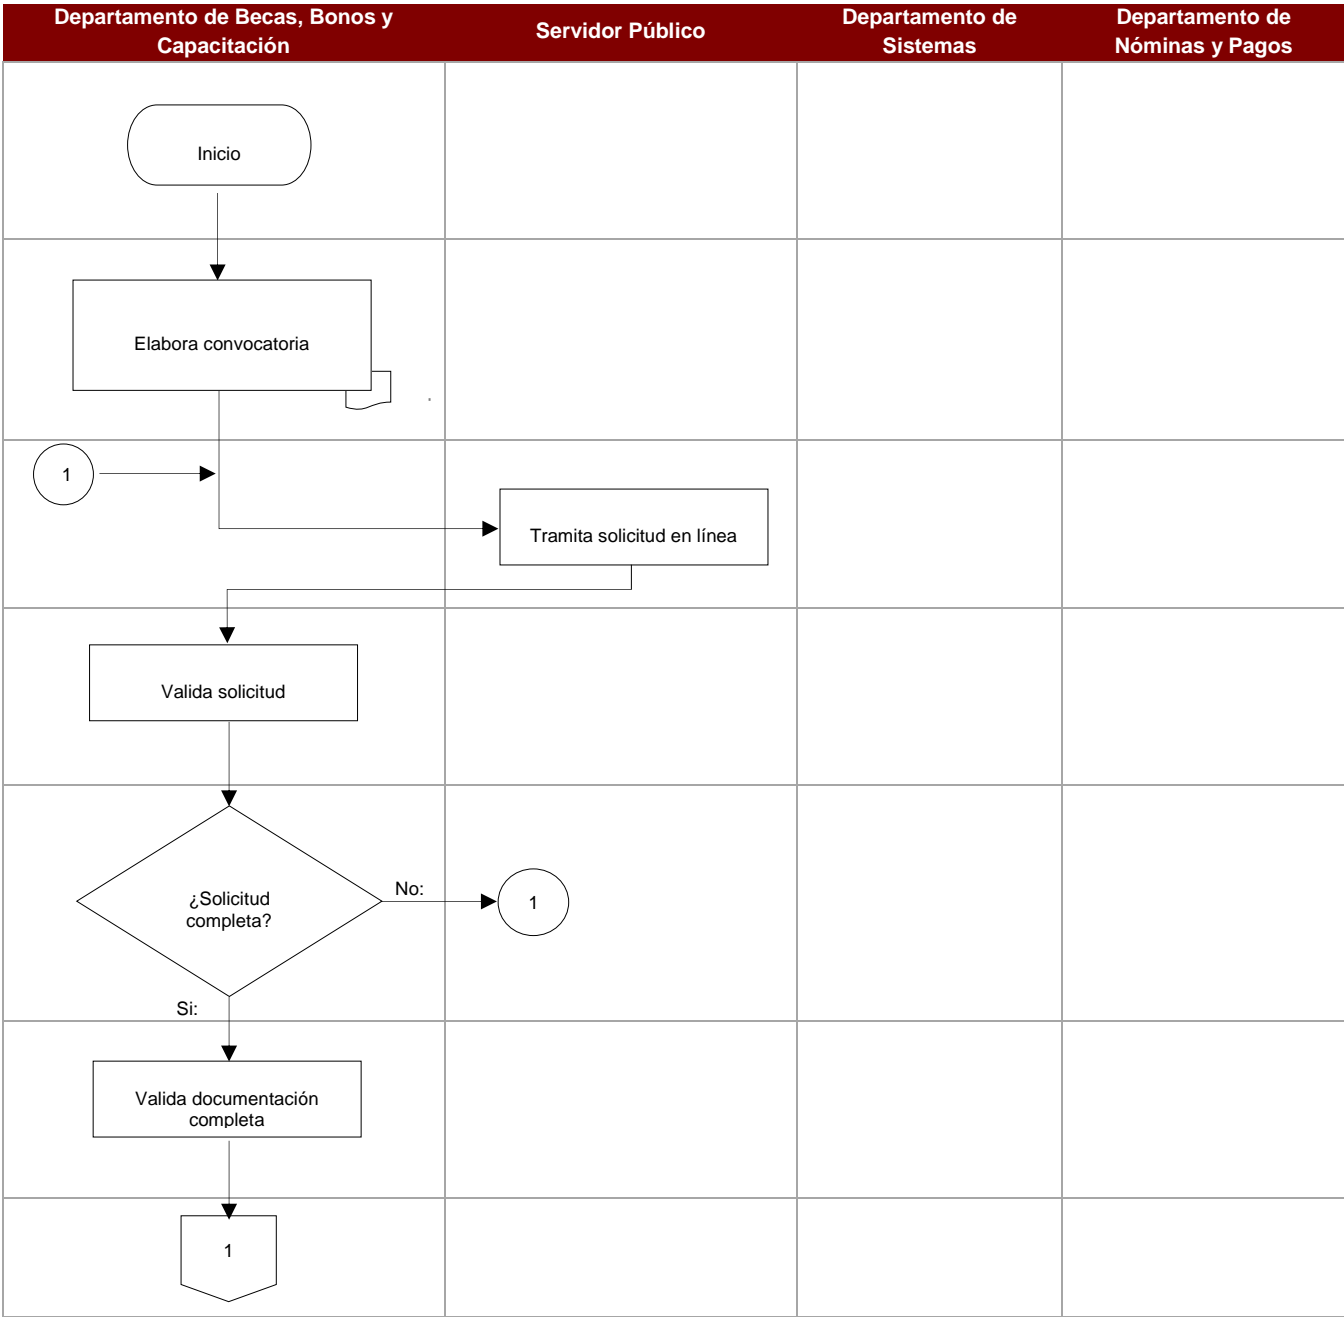 Departamento de Becas, Bonos y
Capacitación
Servidor Público
Departamento de
Sistemas
Departamento de
Nóminas y Pagos
Inicio
Elabora convocatoria
.
1
Tramita solicitud en línea
Valida solicitud
¿Solicitud
completa?
No:
1
Si:
Valida documentación
completa
1